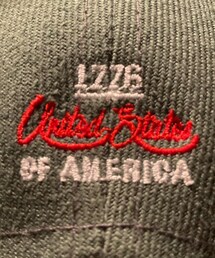 1776
United States
OF AMERICA